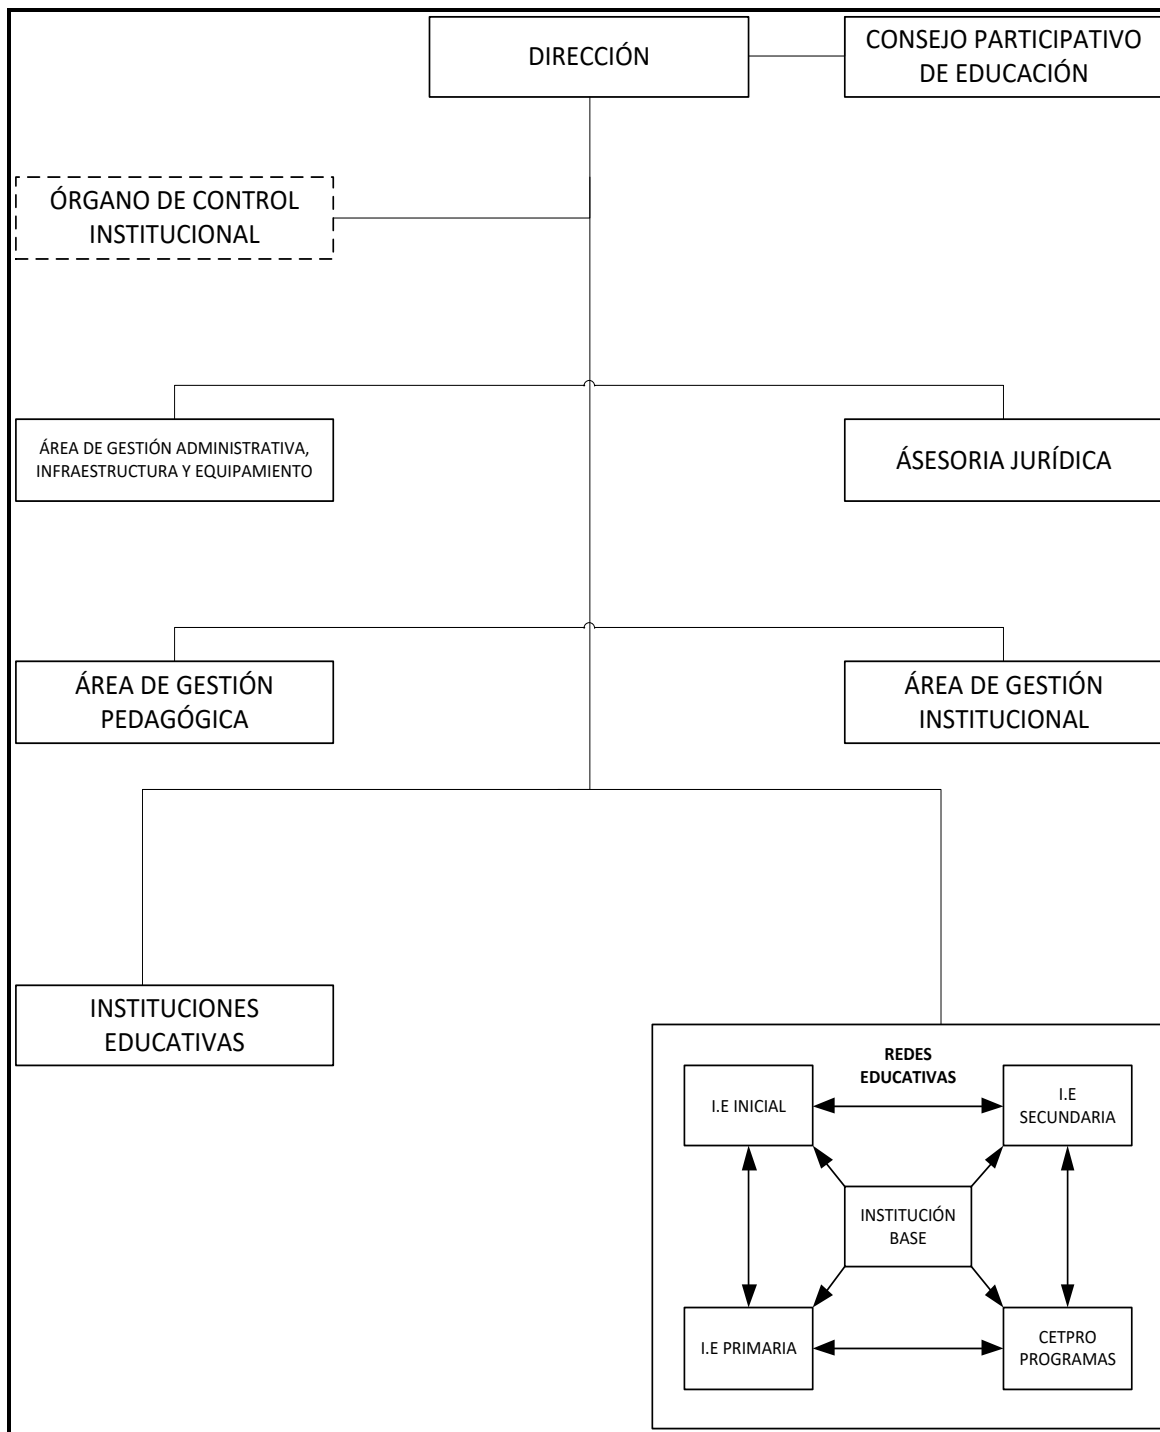 DIRECCIÓN
CONSEJO PARTICIPATIVO
DE EDUCACIÓN
ÓRGANO DE CONTROL
INSTITUCIONAL
ÁREA DE GESTIÓN ADMINISTRATIVA,
INFRAESTRUCTURA Y EQUIPAMIENTO
ÁSESORIA JURÍDICA
ÁREA DE GESTIÓN
PEDAGÓGICA
ÁREA DE GESTIÓN
INSTITUCIONAL
INSTITUCIONES
EDUCATIVAS
REDES
EDUCATIVAS
I.E INICIAL
I.E
SECUNDARIA
INSTITUCIÓN
BASE
I.E PRIMARIA
CETPRO
PROGRAMAS